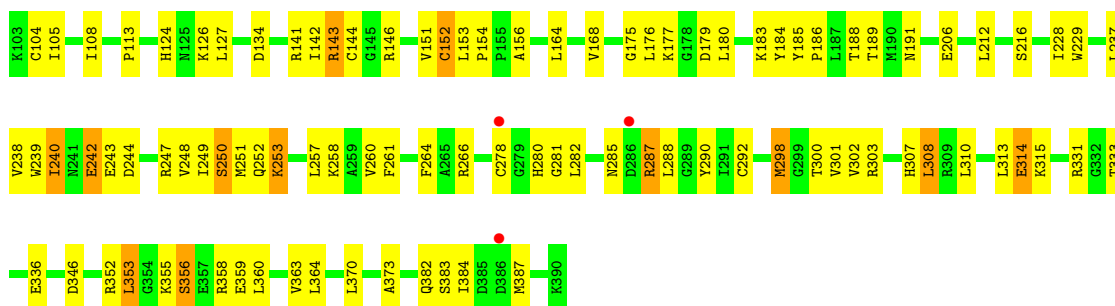 K103 C104 I105 I108 P113 H124 N125 K126 L127 D134 R141 I142 R143 C144 G145 R146 V151 C152 L153 P154 P155 A156 L164 V168 G175 L176 K177 G178 D179 L180 K183 Y184 Y185 P186 L187 T188 T189 M190 N191 E206 L212 S216 I228 W229 L237
V238 W239 I240 N241 E242 E243 D244 R247 V248 I249 S250 M251 Q252 K253 L257 K258 A259 V260 F261 F264 A265 R266 C278 G279 H280 G281 L282 N285 D286 R287 L288 G289 Y290 I291 C292 M298 G299 T300 V301 V302 R303 H307 L308 R309 L310 L313 E314 K315 R331 G332 T333
E336 D346 R352 L353 G354 K355 S356 E357 R358 E359 L360 V363 L364 L370 A373 Q382 S383 I384 D385 D386 M387 K390